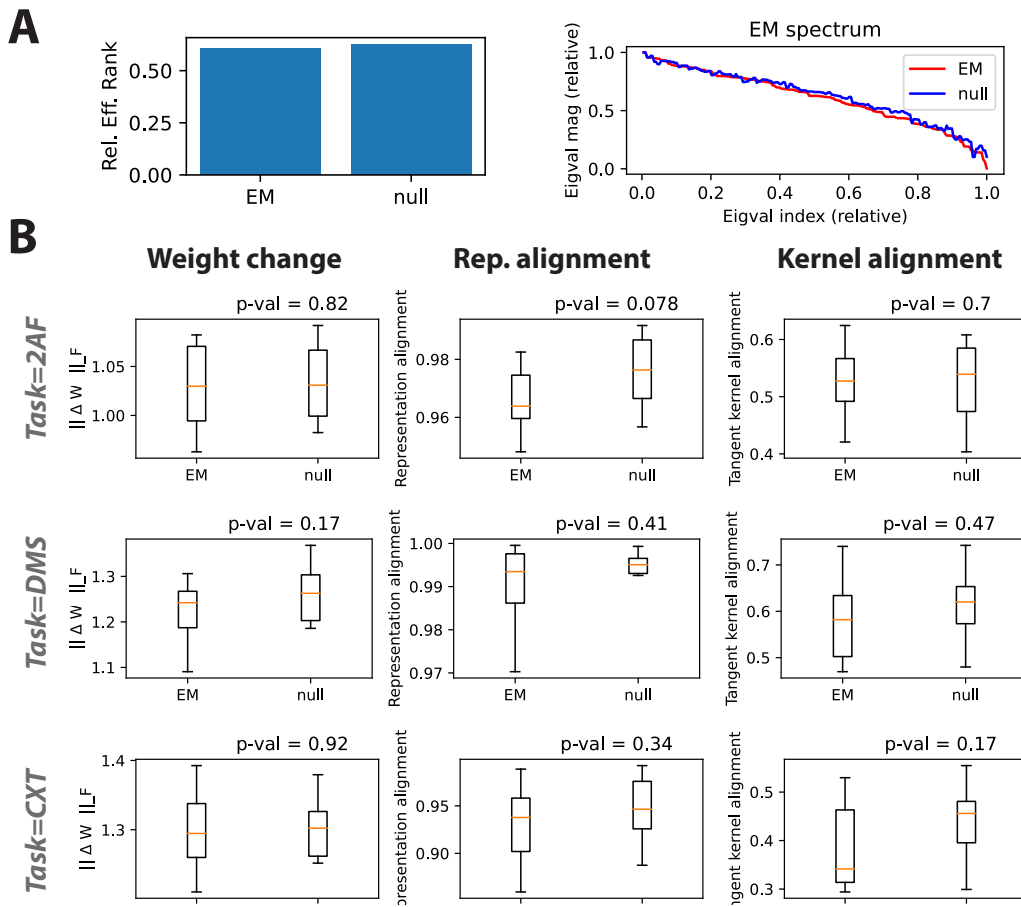 A
Rel. Eff. Rank
0.50
0.25
0.00
EM
null
EM spectrum
Eigval mag (relative)
1.0
0.5
0.0
EM
null
0.0 0.2 0.4 0.6 0.8 1.0
Eigval index (relative)
B
Weight change
Rep. alignment
Kernel alignment
Task=2AF
p-val = 0.82
|| Δ W ||_F
1.05
1.00
EM null
p-val = 0.078
Representation alignment
0.98
0.96
EM null
p-val = 0.7
Tangent kernel alignment
0.6
0.5
0.4
EM null
Task=DMS
p-val = 0.17
|| Δ W ||_F
1.3
1.2
1.1
EM null
p-val = 0.41
Representation alignment
1.00
0.99
0.98
0.97
EM null
p-val = 0.47
Tangent kernel alignment
0.7
0.6
0.5
EM null
Task=CXT
p-val = 0.92
|| Δ W ||_F
1.4
1.3
p-val = 0.34
presentation alignment
0.95
0.90
p-val = 0.17
ngent kernel alignment
0.5
0.4
0.3